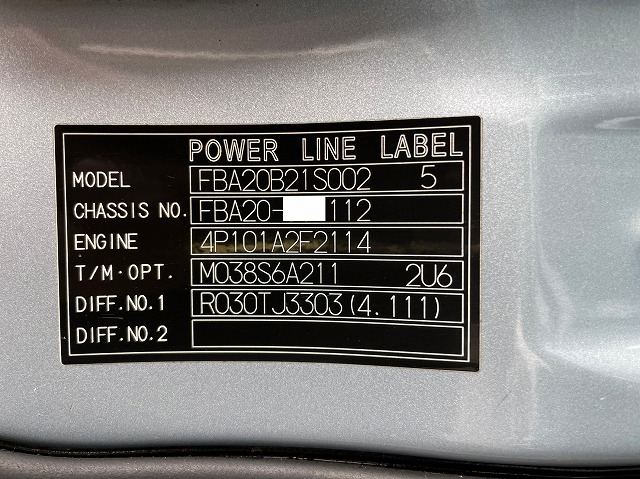 POWER LINE LABEL
MODEL FBA20B21S002 5
CHASSIS NO. FBA20- 112
ENGINE 4P101A2F2114
T/M·OPT. M038S6A211 2U6
DIFF.NO.1 R030TJ3303(4.111)
DIFF.NO.2